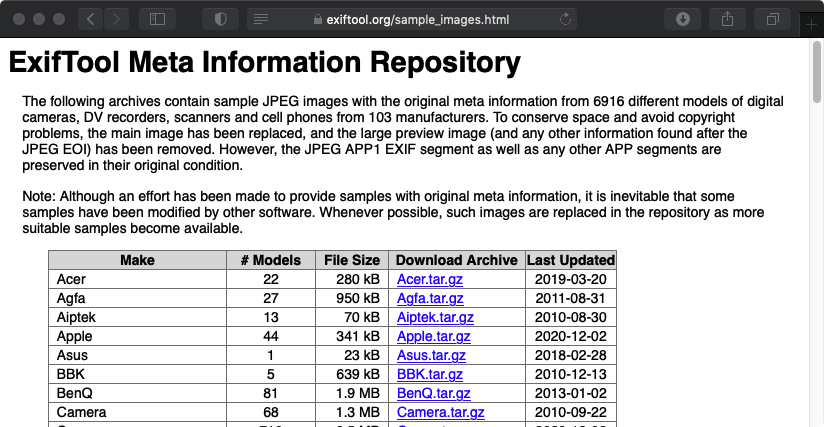 exiftool.org/sample_images.html
ExifTool Meta Information Repository
The following archives contain sample JPEG images with the original meta information from 6916 different models of digital
cameras, DV recorders, scanners and cell phones from 103 manufacturers. To conserve space and avoid copyright
problems, the main image has been replaced, and the large preview image (and any other information found after the
JPEG EOI) has been removed. However, the JPEG APP1 EXIF segment as well as any other APP segments are
preserved in their original condition.
Note: Although an effort has been made to provide samples with original meta information, it is inevitable that some
samples have been modified by other software. Whenever possible, such images are replaced in the repository as more
suitable samples become available.
Make # Models File Size Download Archive Last Updated
Acer 22 280 kB Acer.tar.gz 2019-03-20
Agfa 27 950 kB Agfa.tar.gz 2011-08-31
Aiptek 13 70 kB Aiptek.tar.gz 2010-08-30
Apple 44 341 kB Apple.tar.gz 2020-12-02
Asus 1 23 kB Asus.tar.gz 2018-02-28
BBK 5 639 kB BBK.tar.gz 2010-12-13
BenQ 81 1.9 MB BenQ.tar.gz 2013-01-02
Camera 68 1.3 MB Camera.tar.gz 2010-09-22